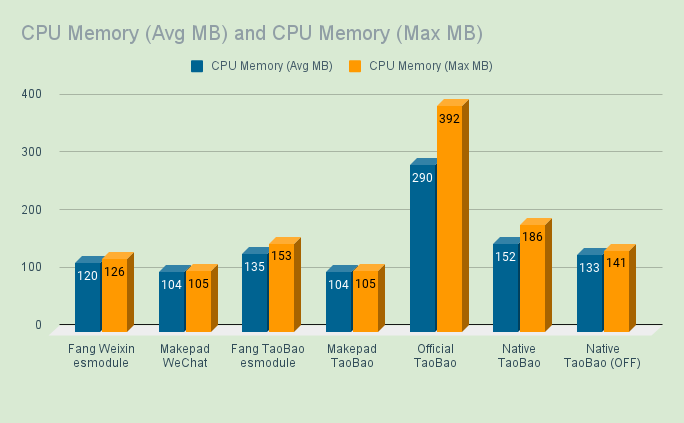 CPU Memory (Avg MB) and CPU Memory (Max MB)
CPU Memory (Avg MB) CPU Memory (Max MB)
400
300
200
100
0
120 126 104 105 135 153 104 105 290 392 152 186 133 141
Fang Weixin esmodule
Makepad WeChat
Fang TaoBao esmodule
Makepad TaoBao
Official TaoBao
Native TaoBao
Native TaoBao (OFF)